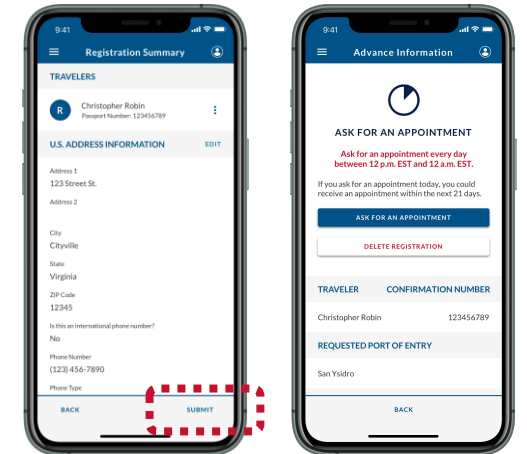 9:41
Registration Summary
TRAVELERS
R
Christopher Robin
Passport Number: 123456789
U.S. ADDRESS INFORMATION EDIT
Address 1
123 Street St.
Address 2
City
Cityville
State
Virginia
ZIP Code
12345
Is this an international phone number?
No
Phone Number
(123) 456-7890
Phone Type
BACK SUBMIT
9:41
Advance Information
ASK FOR AN APPOINTMENT
Ask for an appointment every day
between 12 p.m. EST and 12 a.m. EST.
If you ask for an appointment today, you could
receive an appointment within the next 21 days.
ASK FOR AN APPOINTMENT
DELETE REGISTRATION
TRAVELER CONFIRMATION NUMBER
Christopher Robin 123456789
REQUESTED PORT OF ENTRY
San Ysidro
BACK